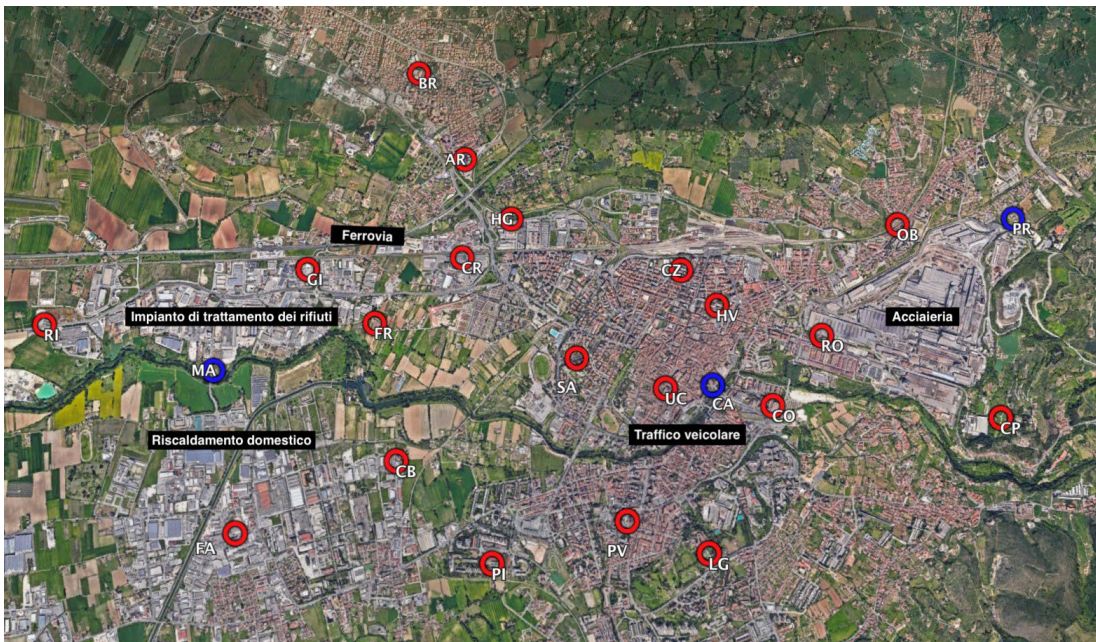 BR
AR
HG
OB
PR
Ferrovia
CR
GI
CZ
HV
Impianto di trattamento dei rifiuti
Acciaieria
RI
FR
RO
MA
SA
UC
CA
CO
CP
Riscaldamento domestico
Traffico veicolare
CB
FA
PV
LG
PI